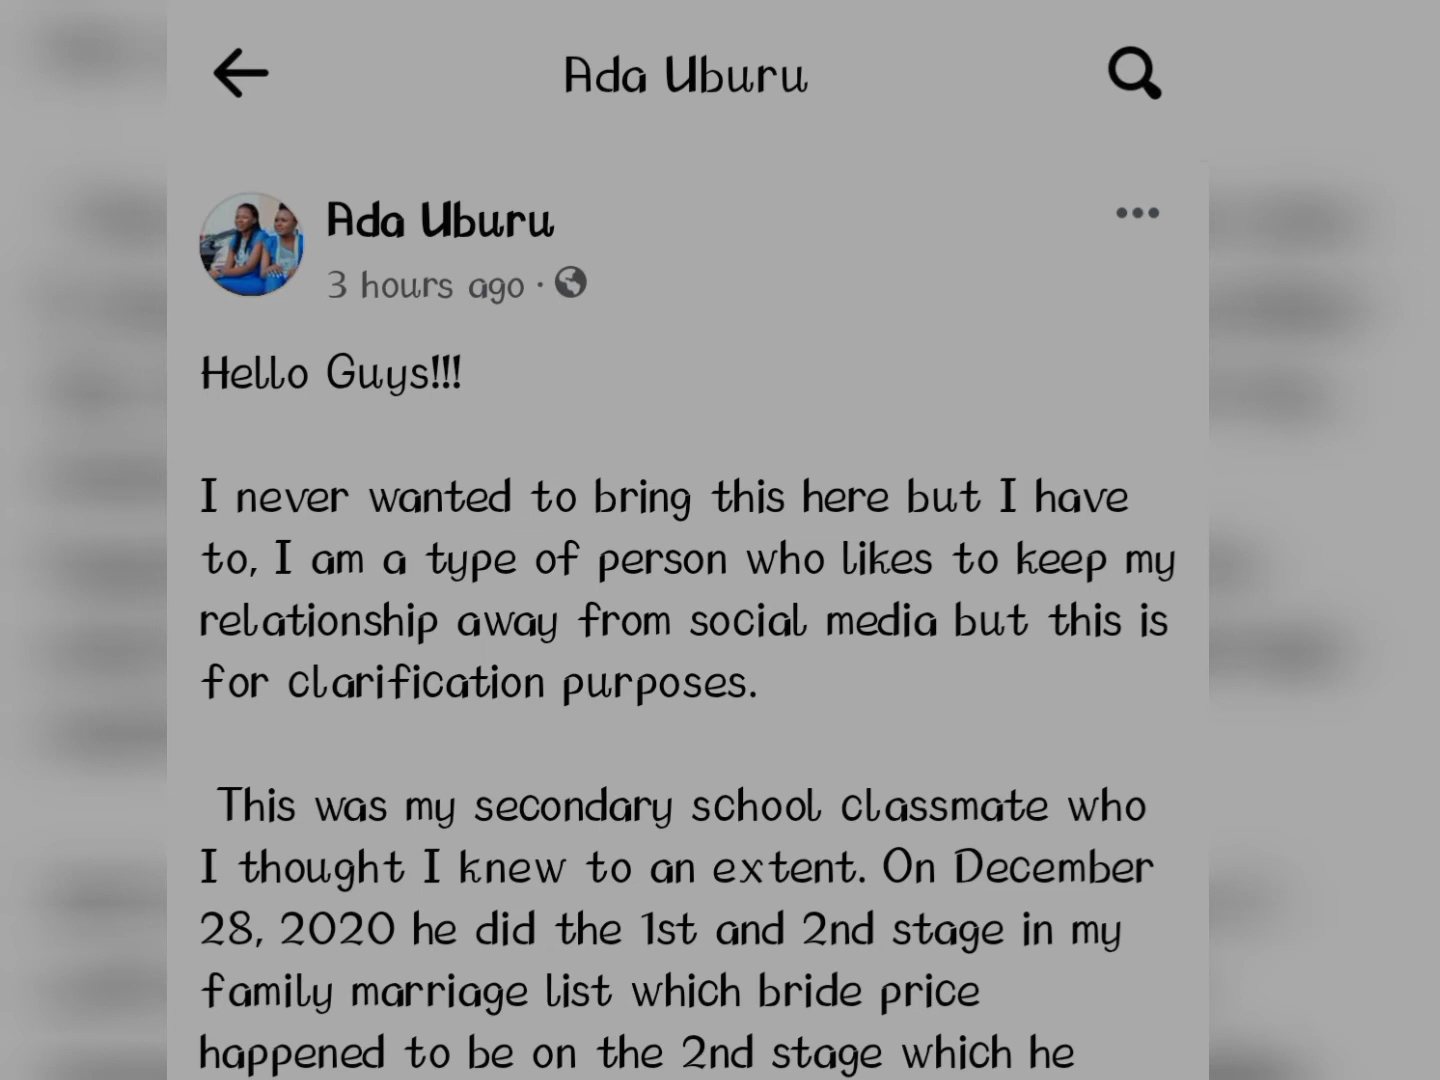 Ada Uburu
Ada Uburu
3 hours ago ·
Hello Guys!!!
I never wanted to bring this here but I have
to, I am a type of person who likes to keep my
relationship away from social media but this is
for clarification purposes.
This was my secondary school classmate who
I thought I knew to an extent. On December
28, 2020 he did the 1st and 2nd stage in my
family marriage list which bride price
happened to be on the 2nd stage which he